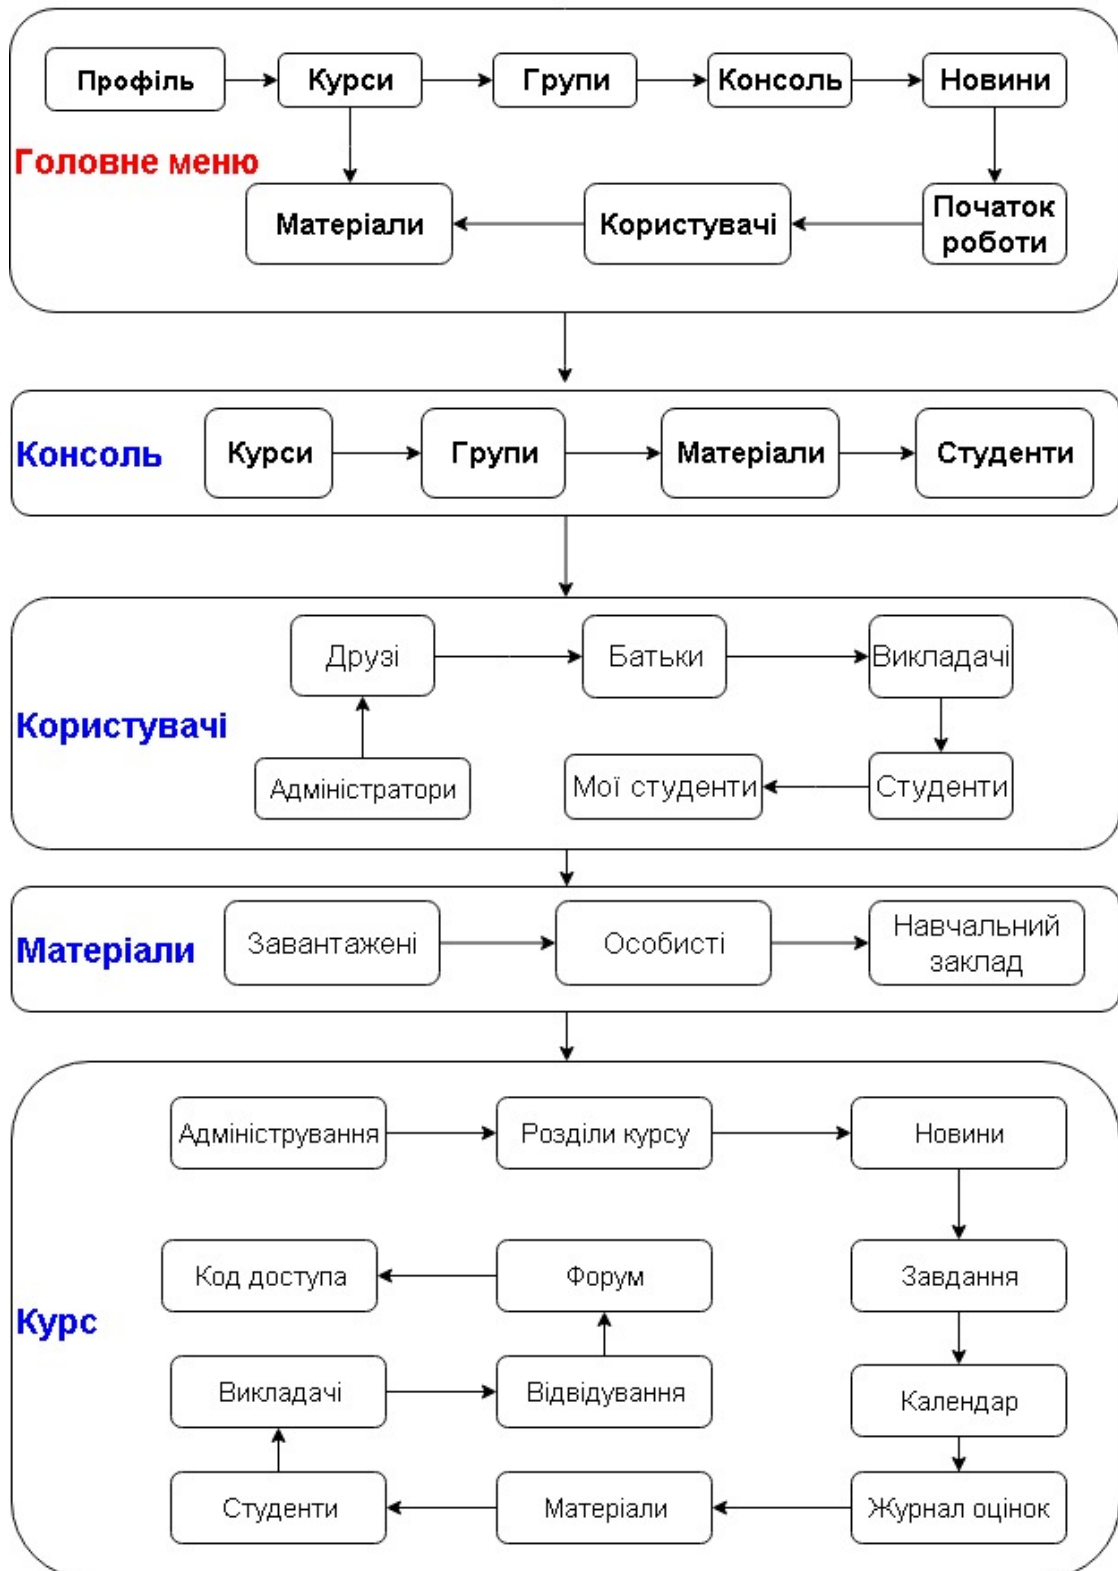 Профіль
Курси
Групи
Консоль
Новини
Головне меню
Матеріали
Користувачі
Початок
роботи
Консоль
Курси
Групи
Матеріали
Студенти
Друзі
Батьки
Викладачі
Користувачі
Адміністратори
Мої студенти
Студенти
Матеріали
Завантажені
Особисті
Навчальний
заклад
Адміністрування
Розділи курсу
Новини
Код доступа
Форум
Завдання
Курс
Викладачі
Відвідування
Календар
Студенти
Матеріали
Журнал оцінок